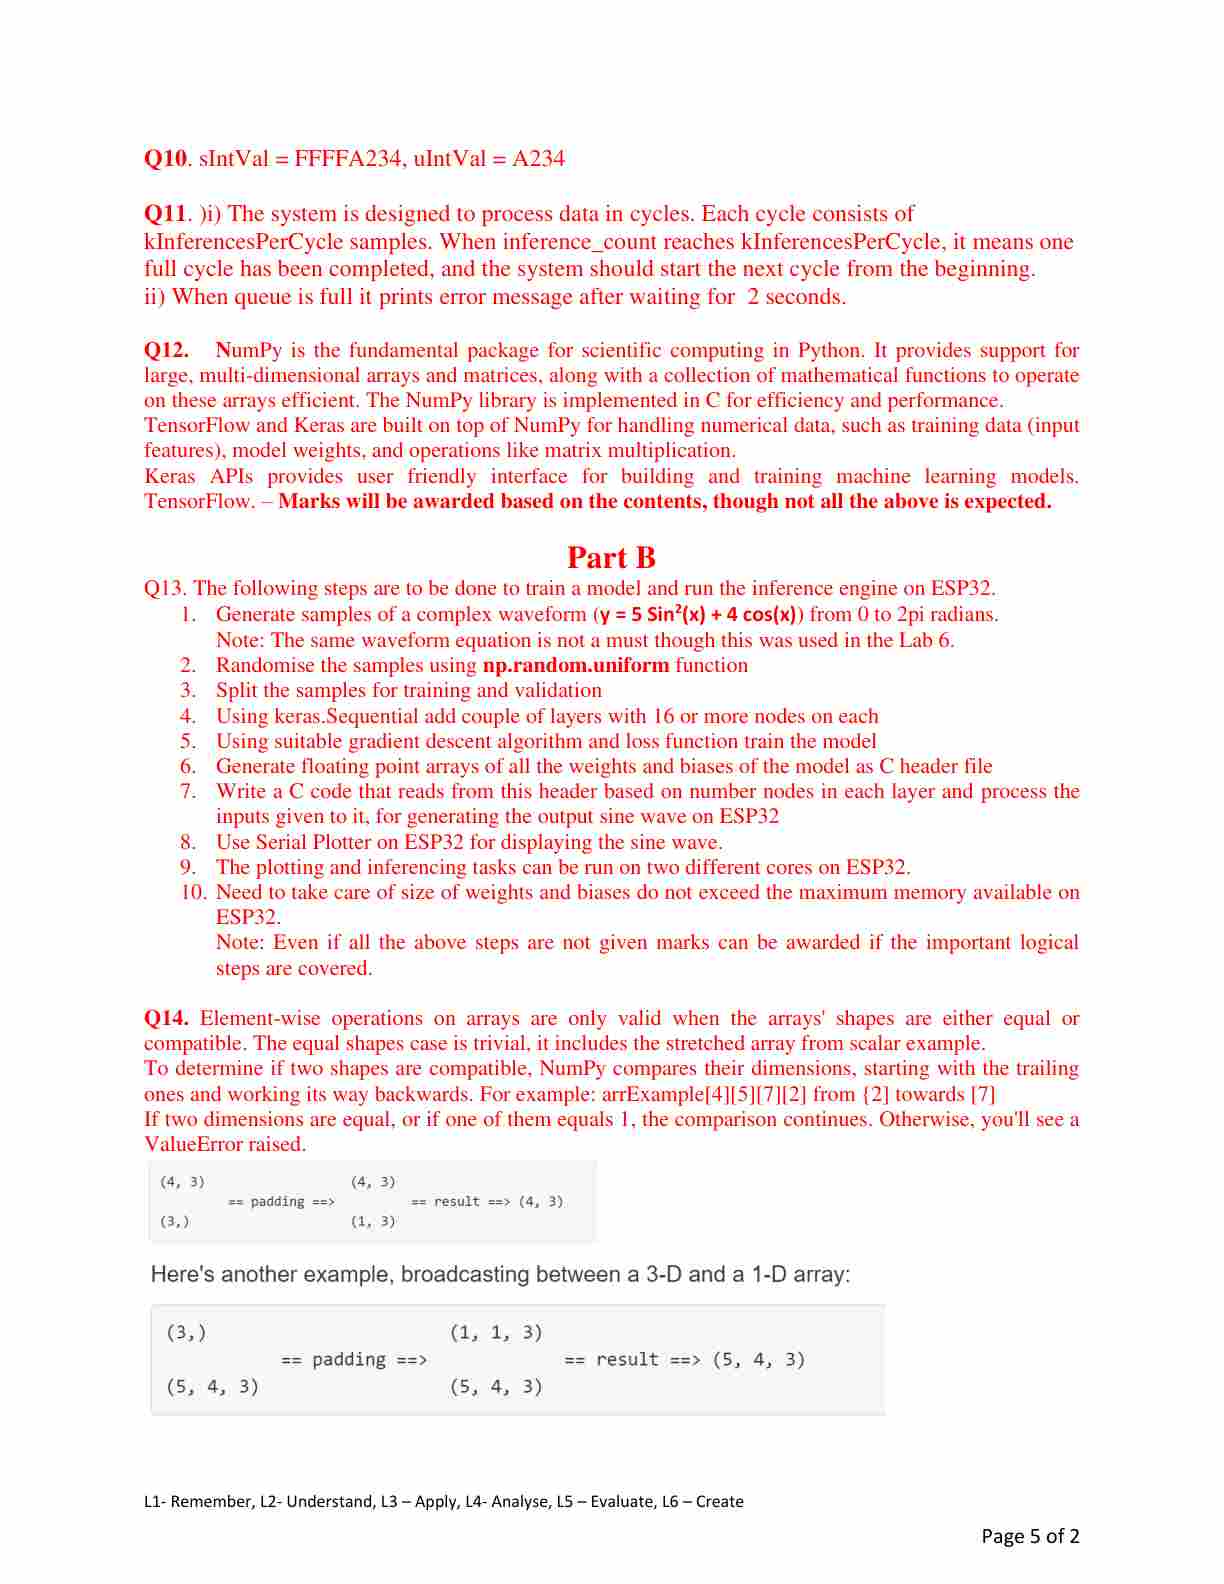 Q10. sIntVal = FFFFA234, uIntVal = A234
Q11. )i) The system is designed to process data in cycles. Each cycle consists of
kInferencesPerCycle samples. When inference_count reaches kInferencesPerCycle, it means one
full cycle has been completed, and the system should start the next cycle from the beginning.
ii) When queue is full it prints error message after waiting for  2 seconds.
Q12. NumPy is the fundamental package for scientific computing in Python. It provides support for
large, multi-dimensional arrays and matrices, along with a collection of mathematical functions to operate
on these arrays efficient. The NumPy library is implemented in C for efficiency and performance.
TensorFlow and Keras are built on top of NumPy for handling numerical data, such as training data (input
features), model weights, and operations like matrix multiplication.
Keras APIs provides user friendly interface for building and training machine learning models.
TensorFlow. – Marks will be awarded based on the contents, though not all the above is expected.
Part B
Q13. The following steps are to be done to train a model and run the inference engine on ESP32.
1. Generate samples of a complex waveform (y = 5 Sin²(x) + 4 cos(x)) from 0 to 2pi radians.
Note: The same waveform equation is not a must though this was used in the Lab 6.
2. Randomise the samples using np.random.uniform function
3. Split the samples for training and validation
4. Using keras.Sequential add couple of layers with 16 or more nodes on each
5. Using suitable gradient descent algorithm and loss function train the model
6. Generate floating point arrays of all the weights and biases of the model as C header file
7. Write a C code that reads from this header based on number nodes in each layer and process the
inputs given to it, for generating the output sine wave on ESP32
8. Use Serial Plotter on ESP32 for displaying the sine wave.
9. The plotting and inferencing tasks can be run on two different cores on ESP32.
10. Need to take care of size of weights and biases do not exceed the maximum memory available on
ESP32.
Note: Even if all the above steps are not given marks can be awarded if the important logical
steps are covered.
Q14. Element-wise operations on arrays are only valid when the arrays' shapes are either equal or
compatible. The equal shapes case is trivial, it includes the stretched array from scalar example.
To determine if two shapes are compatible, NumPy compares their dimensions, starting with the trailing
ones and working its way backwards. For example: arrExample[4][5][7][2] from {2] towards [7]
If two dimensions are equal, or if one of them equals 1, the comparison continues. Otherwise, you'll see a
ValueError raised.
(4, 3) (4, 3)
== padding ==> == result ==> (4, 3)
(3,) (1, 3)
Here's another example, broadcasting between a 3-D and a 1-D array:
(3,) (1, 1, 3)
== padding ==> == result ==> (5, 4, 3)
(5, 4, 3) (5, 4, 3)
L1- Remember, L2- Understand, L3 – Apply, L4- Analyse, L5 – Evaluate, L6 – Create
Page 5 of 2